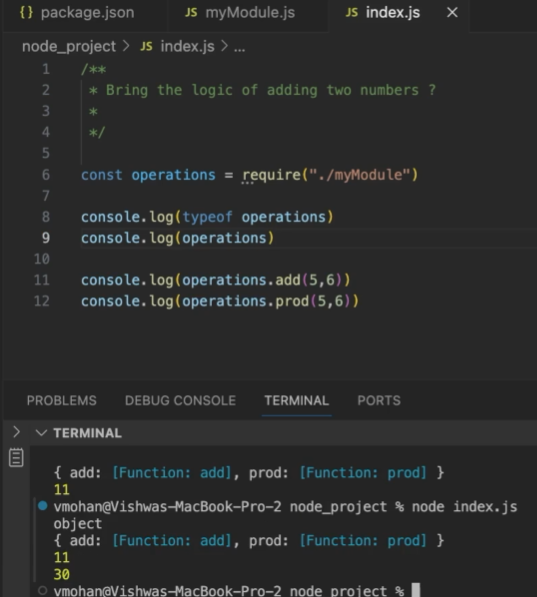 {} package.json JS myModule.js JS index.js ×
node_project > JS index.js > ...
1 /**
2 * Bring the logic of adding two numbers ?
3 *
4 */
5
6 const operations = require("./myModule")
7
8 console.log(typeof operations)
9 console.log(operations)
10
11 console.log(operations.add(5,6))
12 console.log(operations.prod(5,6))
PROBLEMS DEBUG CONSOLE TERMINAL PORTS
TERMINAL
{ add: [Function: add], prod: [Function: prod] }
11
vmohan@Vishwas-MacBook-Pro-2 node_project % node index.js
object
{ add: [Function: add], prod: [Function: prod] }
11
30
vmohan@Vishwas-MacBook-Pro-2 node_project %